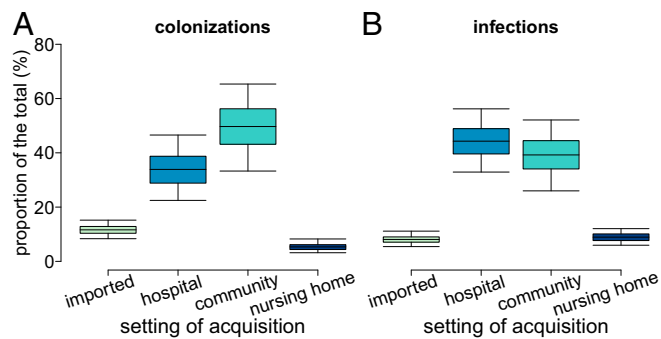 A
colonizations
B
infections
proportion of the total (%)
80
60
40
20
0
imported
hospital
community
nursing home
imported
hospital
community
nursing home
setting of acquisition
setting of acquisition